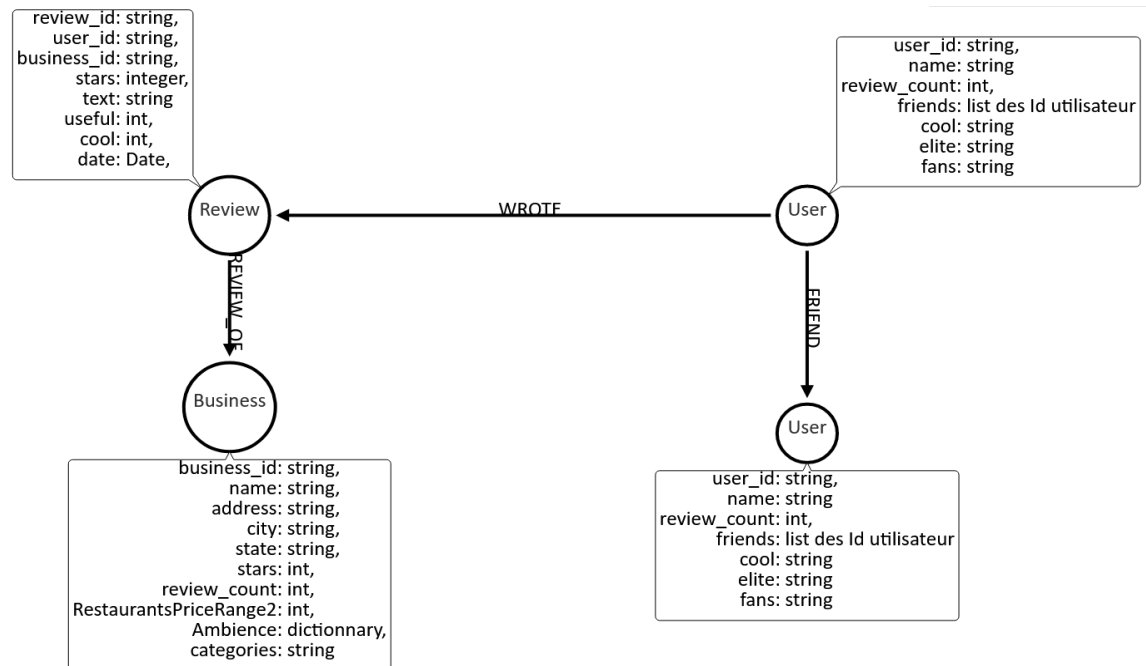 review_id: string,
user_id: string,
business_id: string,
stars: integer,
text: string
useful: int,
cool: int,
date: Date,
user_id: string,
name: string
review_count: int,
friends: list des Id utilisateur
cool: string
elite: string
fans: string
Review
WROTE
User
REVIEW_OF
FRIEND
Business
User
business_id: string,
name: string,
address: string,
city: string,
state: string,
stars: int,
review_count: int,
RestaurantsPriceRange2: int,
Ambience: dictionnary,
categories: string
user_id: string,
name: string
review_count: int,
friends: list des Id utilisateur
cool: string
elite: string
fans: string